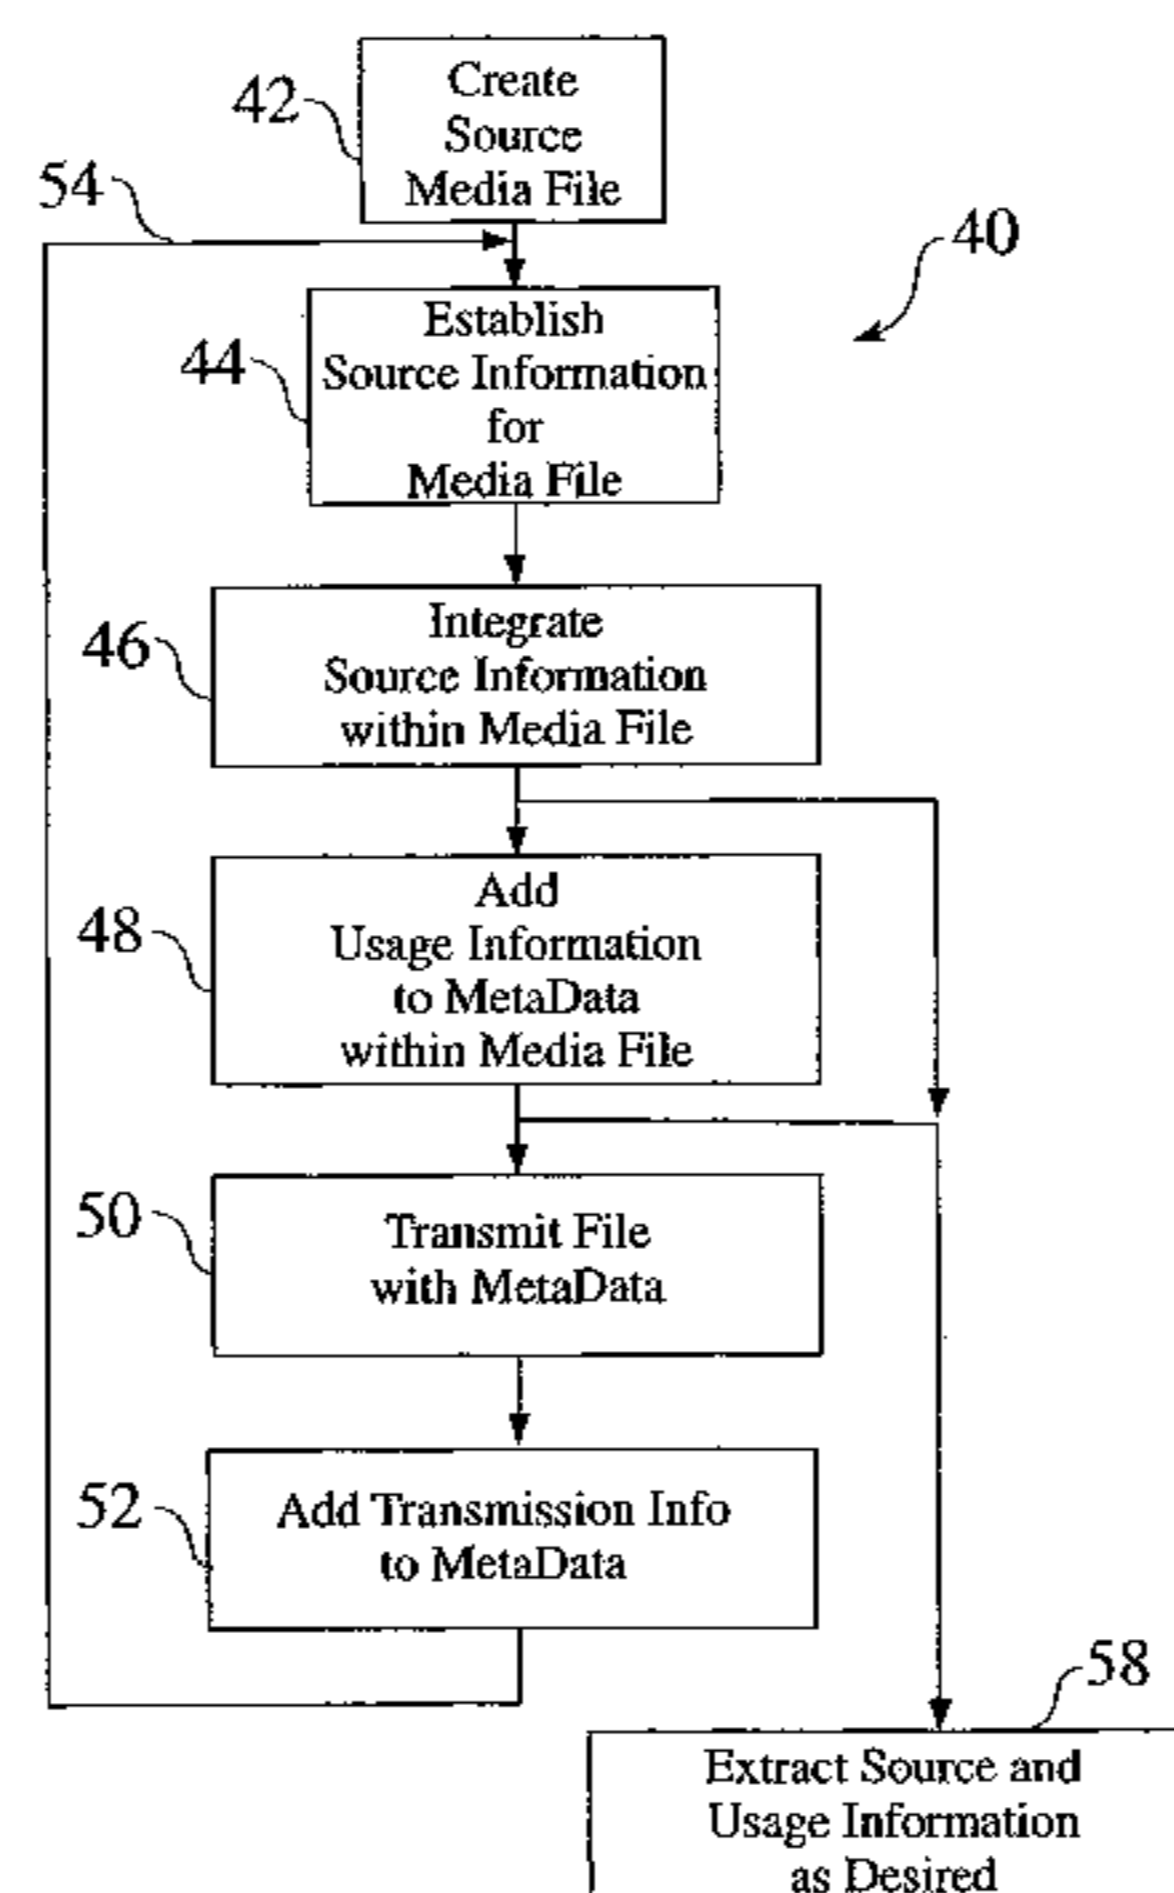 42
Create
Source
Media File
54
40
44
Establish
Source Information
for
Media File
46
Integrate
Source Information
within Media File
48
Add
Usage Information
to MetaData
within Media File
50
Transmit File
with MetaData
52
Add Transmission Info
to MetaData
58
Extract Source and
Usage Information
as Desired